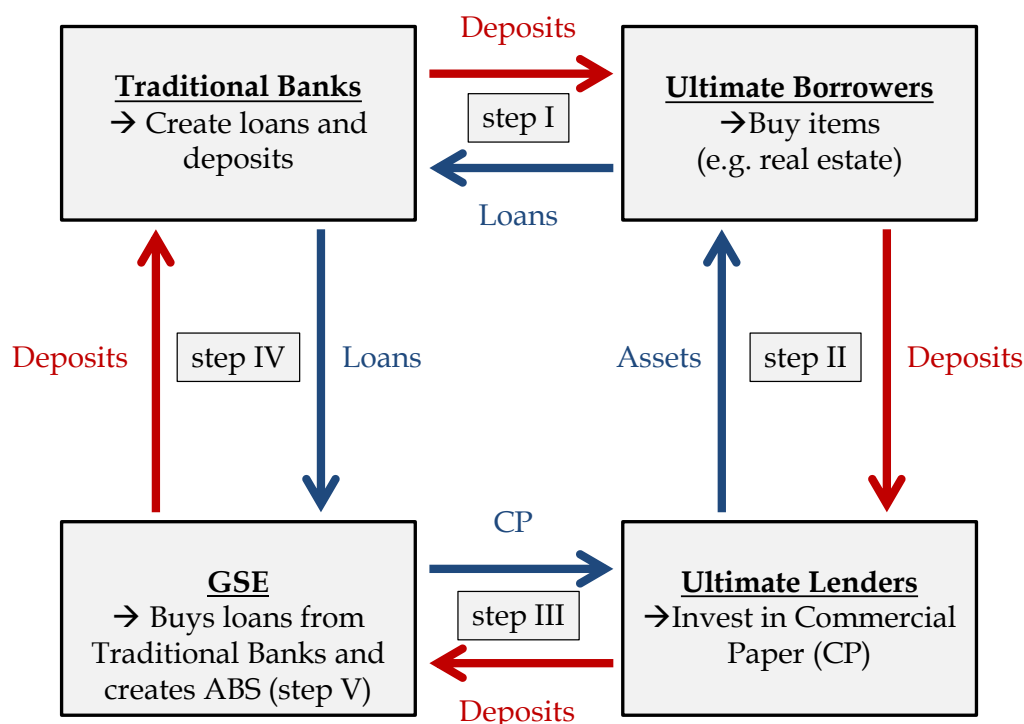 Deposits
Traditional Banks
→ Create loans and
deposits
step I
Ultimate Borrowers
→Buy items
(e.g. real estate)
Loans
Deposits
step IV
Loans
Assets
step II
Deposits
CP
GSE
→ Buys loans from
Traditional Banks and
creates ABS (step V)
step III
Ultimate Lenders
→Invest in Commercial
Paper (CP)
Deposits